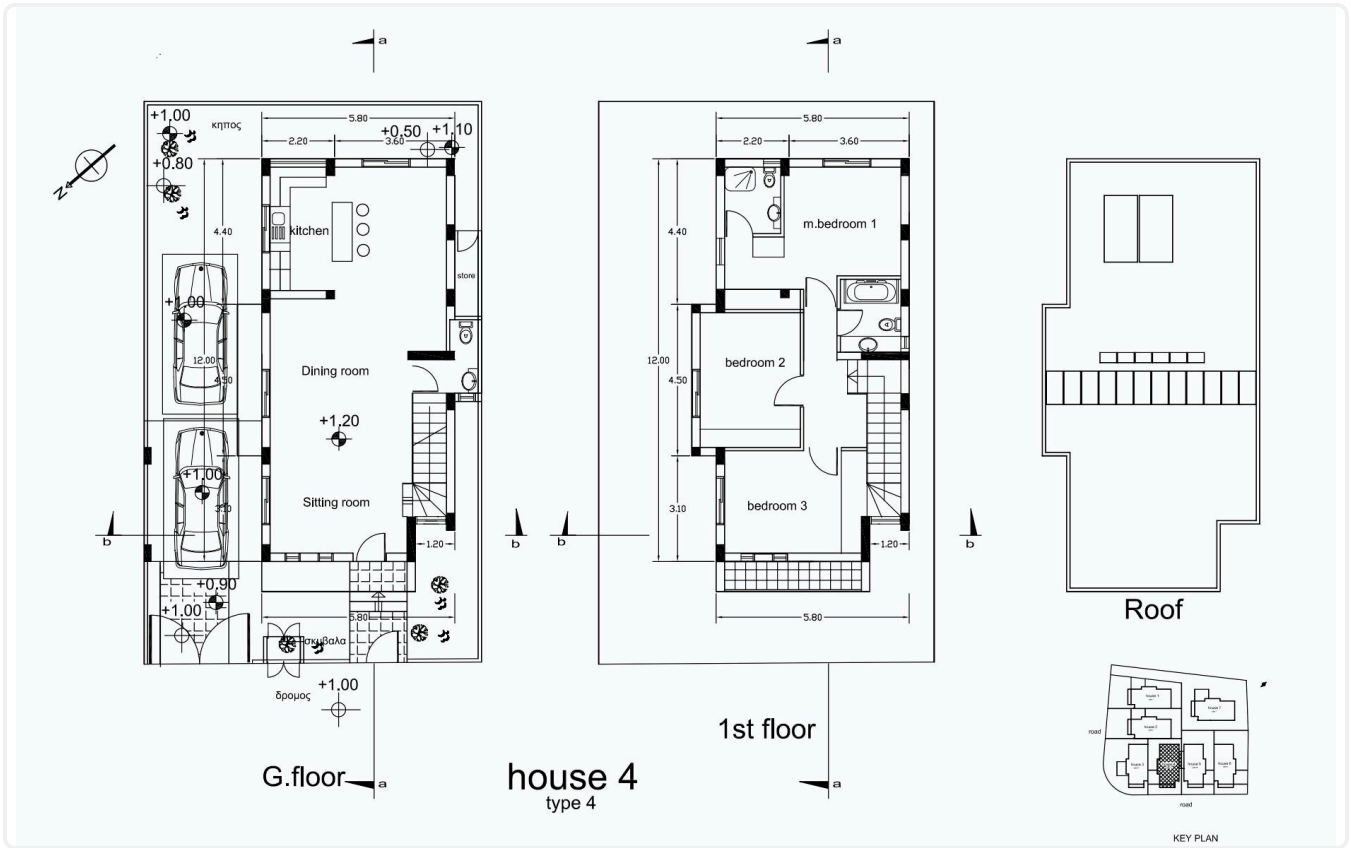 a
a
+1.00
κηπος
5.80
+0.50
+1.10
2.20
3.60
+0.80
N
4.40
kitchen
store
+1.00
12.00
4.50
Dining room
+1.20
+1.00
3.10
Sitting room
b
b
1.20
+0.90
+1.00
5.80
σκυβαλα
δρομος
+1.00
G.floor
a
5.80
2.20
3.60
4.40
m.bedroom 1
12.00
4.50
bedroom 2
3.10
bedroom 3
b
b
1.20
5.80
1st floor
a
house 4
type 4
Roof
road
road
KEY PLAN